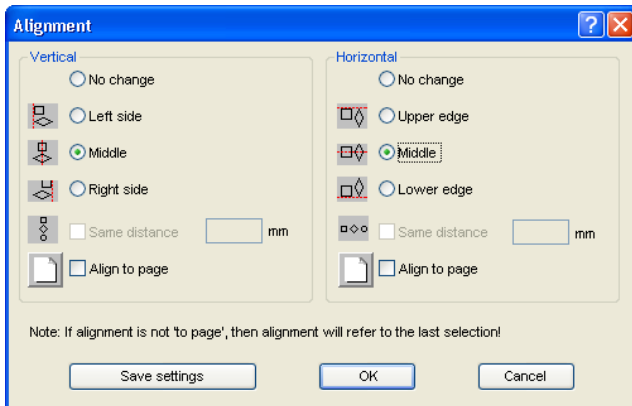 Alignment
Vertical
No change
Left side
Middle
Right side
Same distance
mm
Align to page
Horizontal
No change
Upper edge
Middle
Lower edge
Same distance
mm
Align to page
Note: If alignment is not 'to page', then alignment will refer to the last selection!
Save settings
OK
Cancel